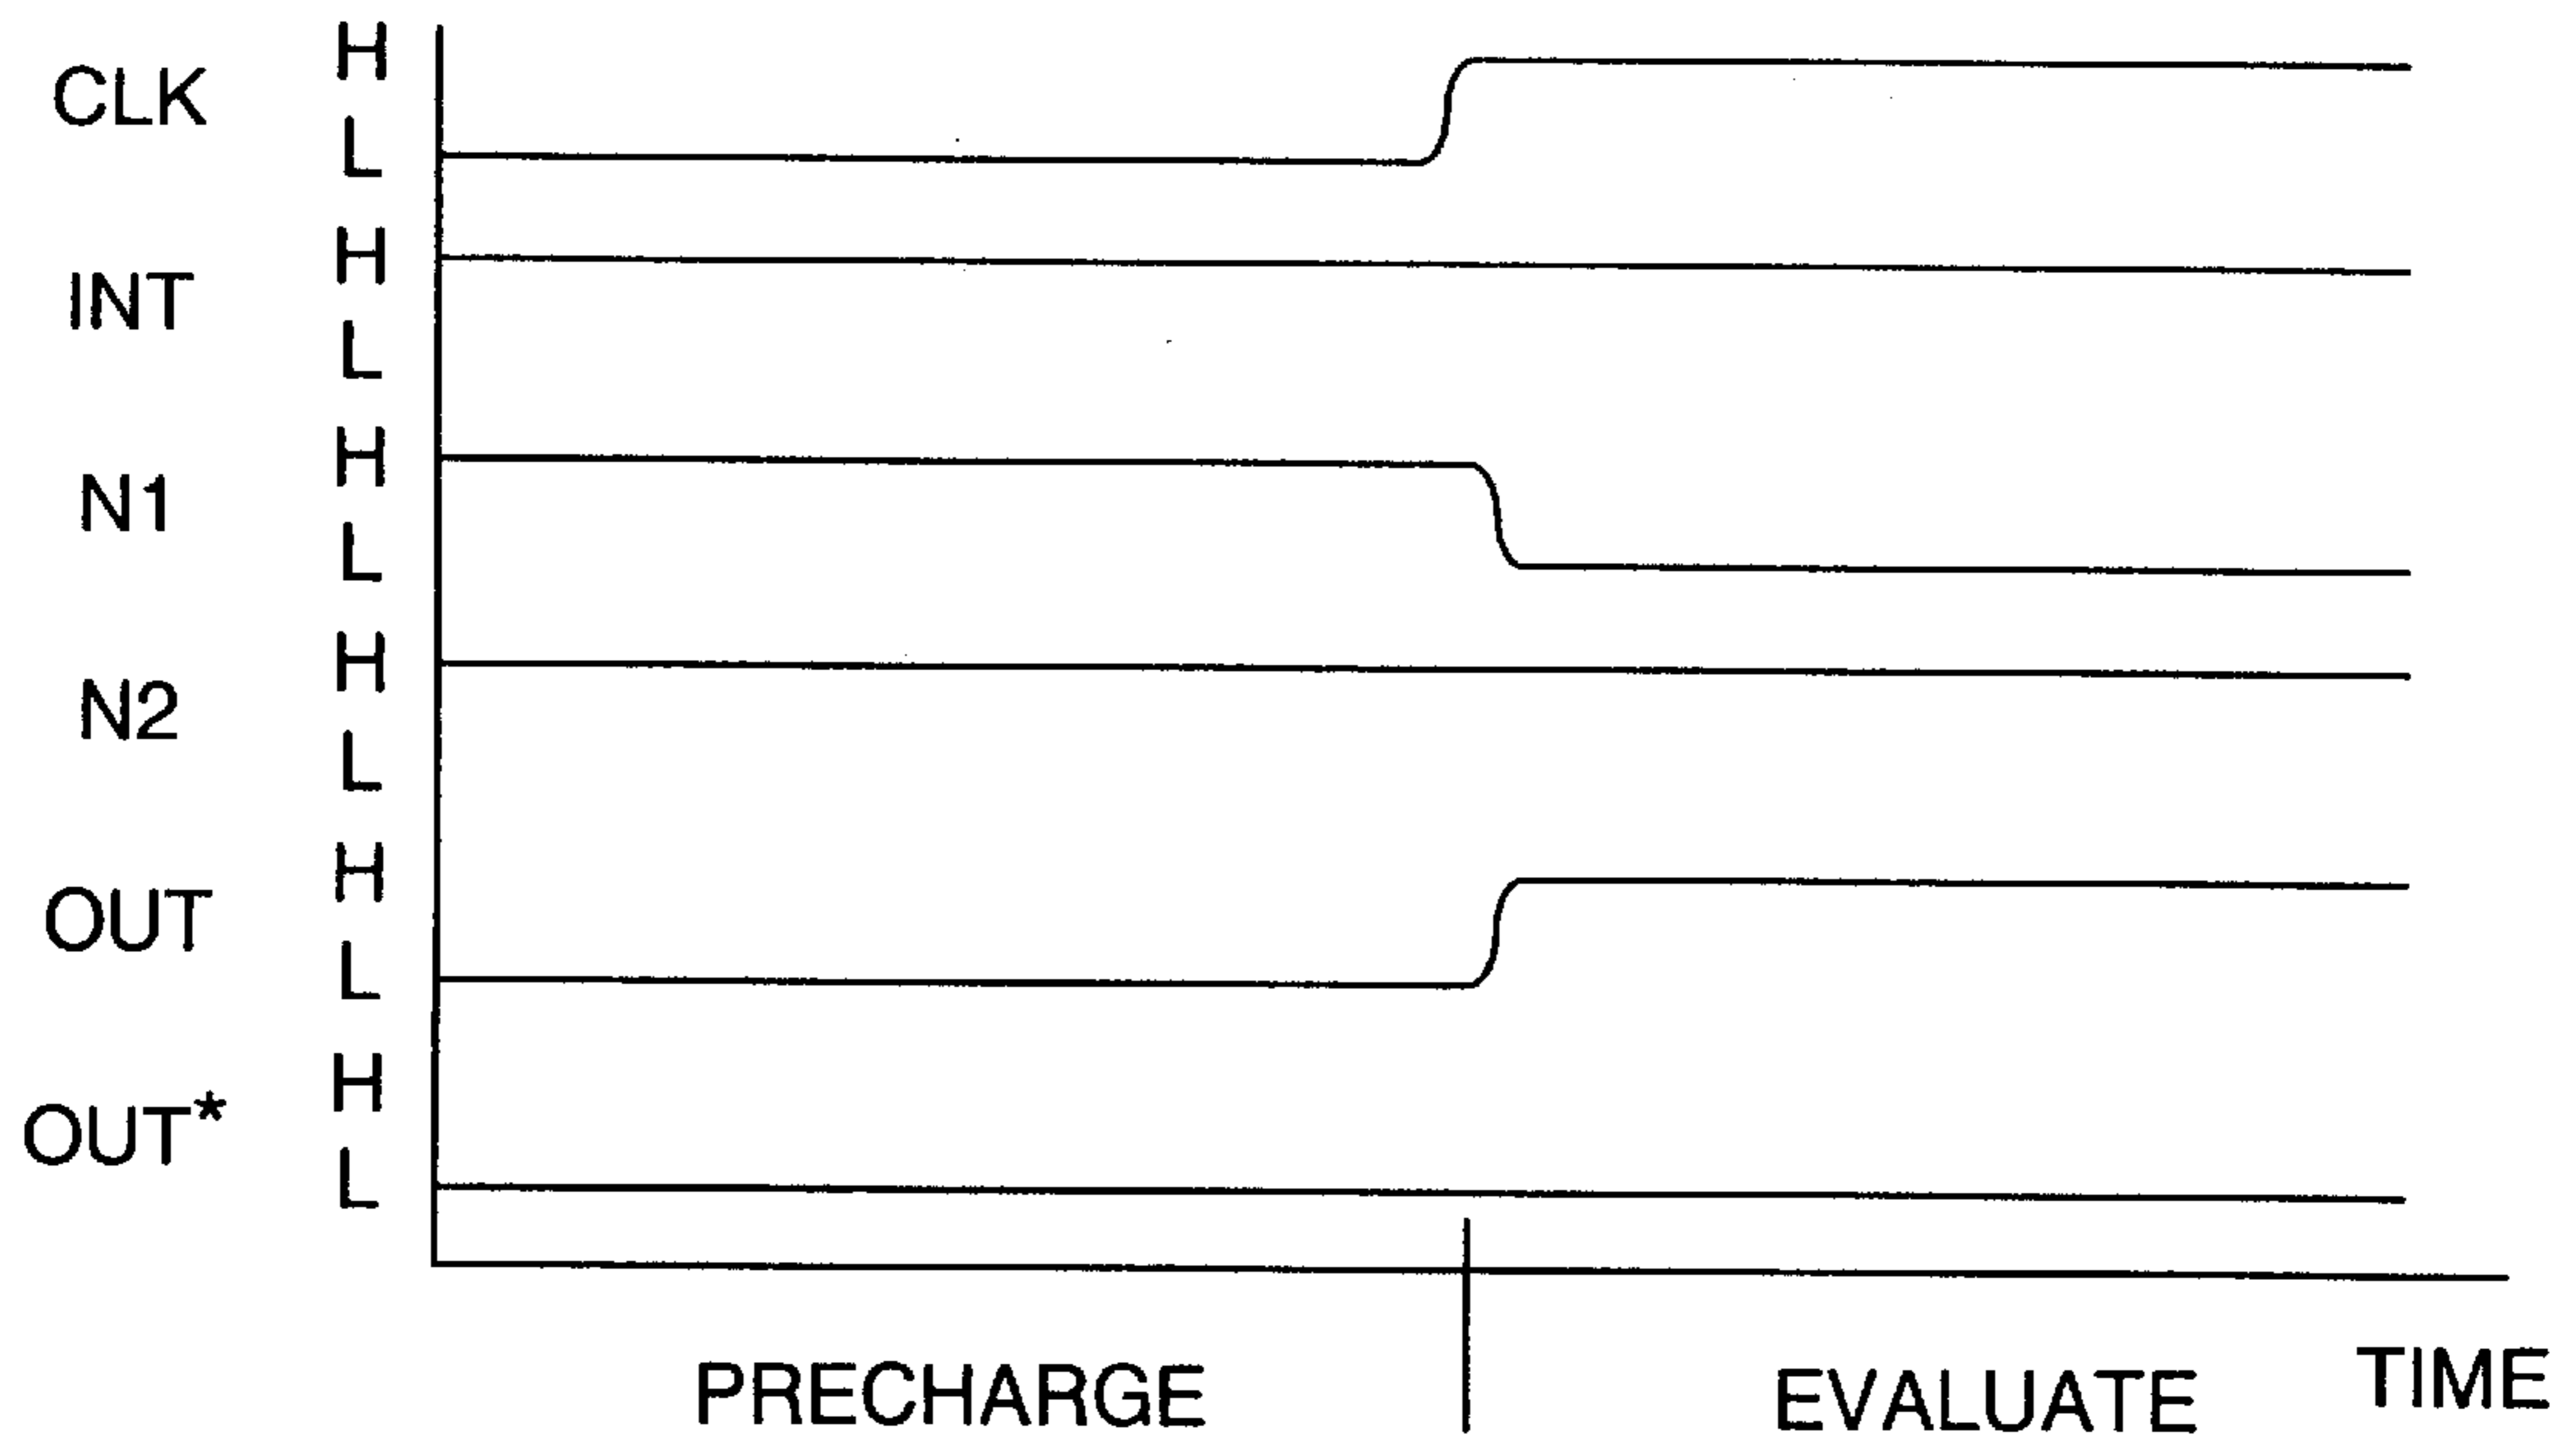 H
CLK
L
H
INT
L
H
N1
L
H
N2
L
H
OUT
L
H
OUT*
L
PRECHARGE
EVALUATE
TIME